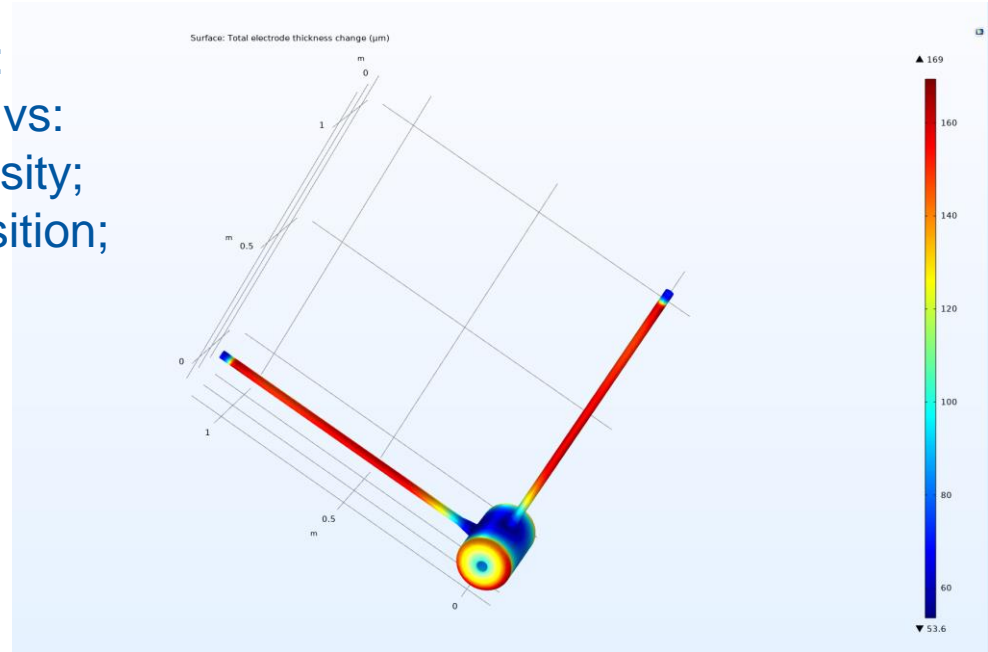 vs:
sity;
sition;
Surface: Total electrode thickness change (µm)
m
0
1
m
0.5
0
1
0.5
m
0
▲ 169
160
140
120
100
80
60
▼ 53.6